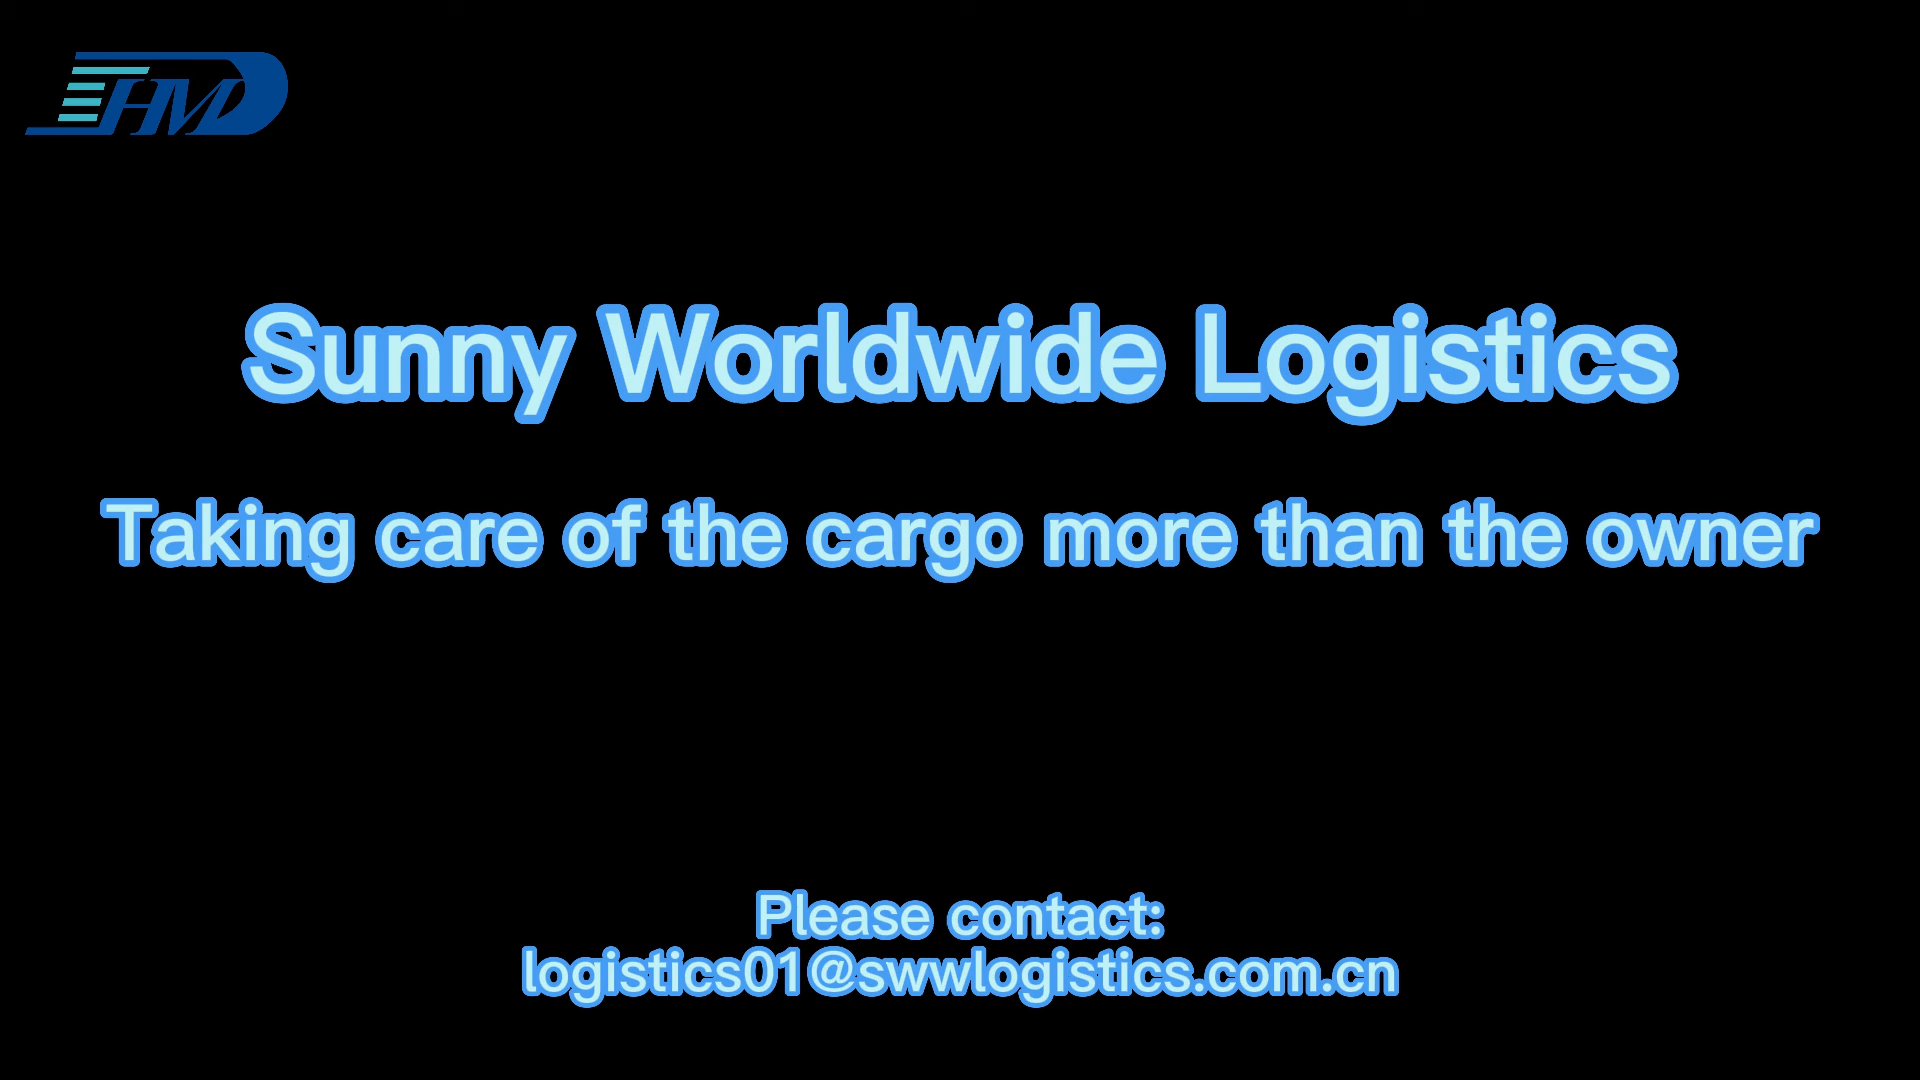 Sunny Worldwide Logistics
Taking care of the cargo more than the owner
Please contact:
logistics01@swwlogistics.com.cn